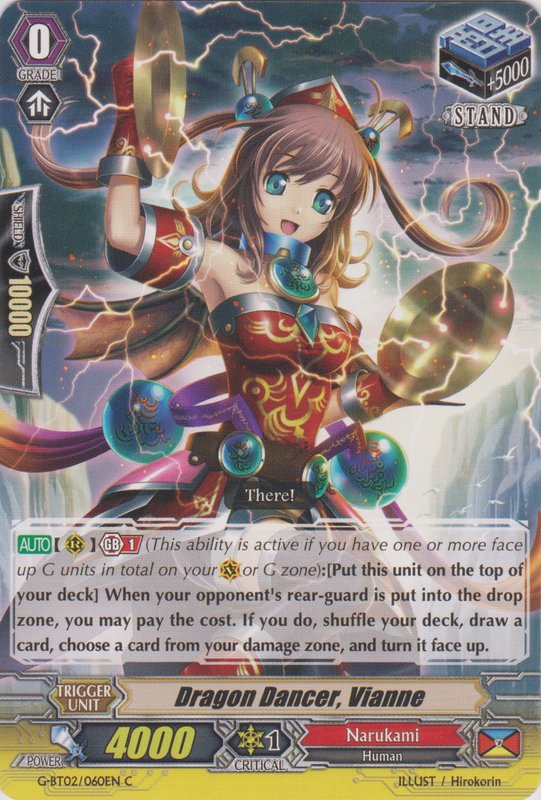 0
GRADE
+5000
STAND
SHIELD
10000
There!
AUTO [ R ] GB 1 (This ability is active if you have one or more face
up G units in total on your V or G zone):[Put this unit on the top of
your deck] When your opponent's rear-guard is put into the drop
zone, you may pay the cost. If you do, shuffle your deck, draw a
card, choose a card from your damage zone, and turn it face up.
TRIGGER
UNIT
Dragon Dancer, Vianne
POWER
4000
1
CRITICAL
Narukami
Human
G-BT02/060EN C
ILLUST / Hirokorin